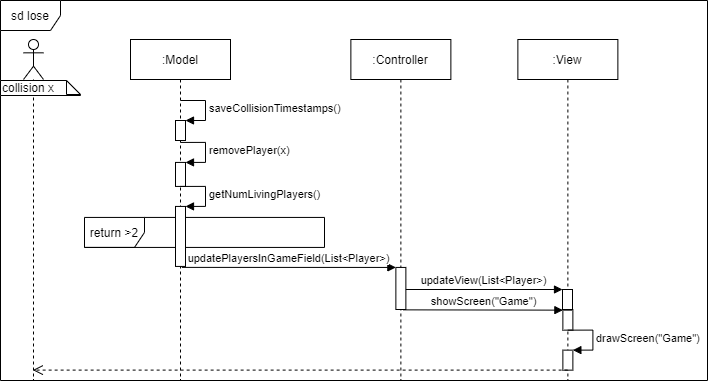 sd lose
:Model
:Controller
:View
collision x
saveCollisionTimestamps()
removePlayer(x)
getNumLivingPlayers()
return >2
updatePlayersInGameField(List<Player>)
updateView(List<Player>)
showScreen("Game")
drawScreen("Game")